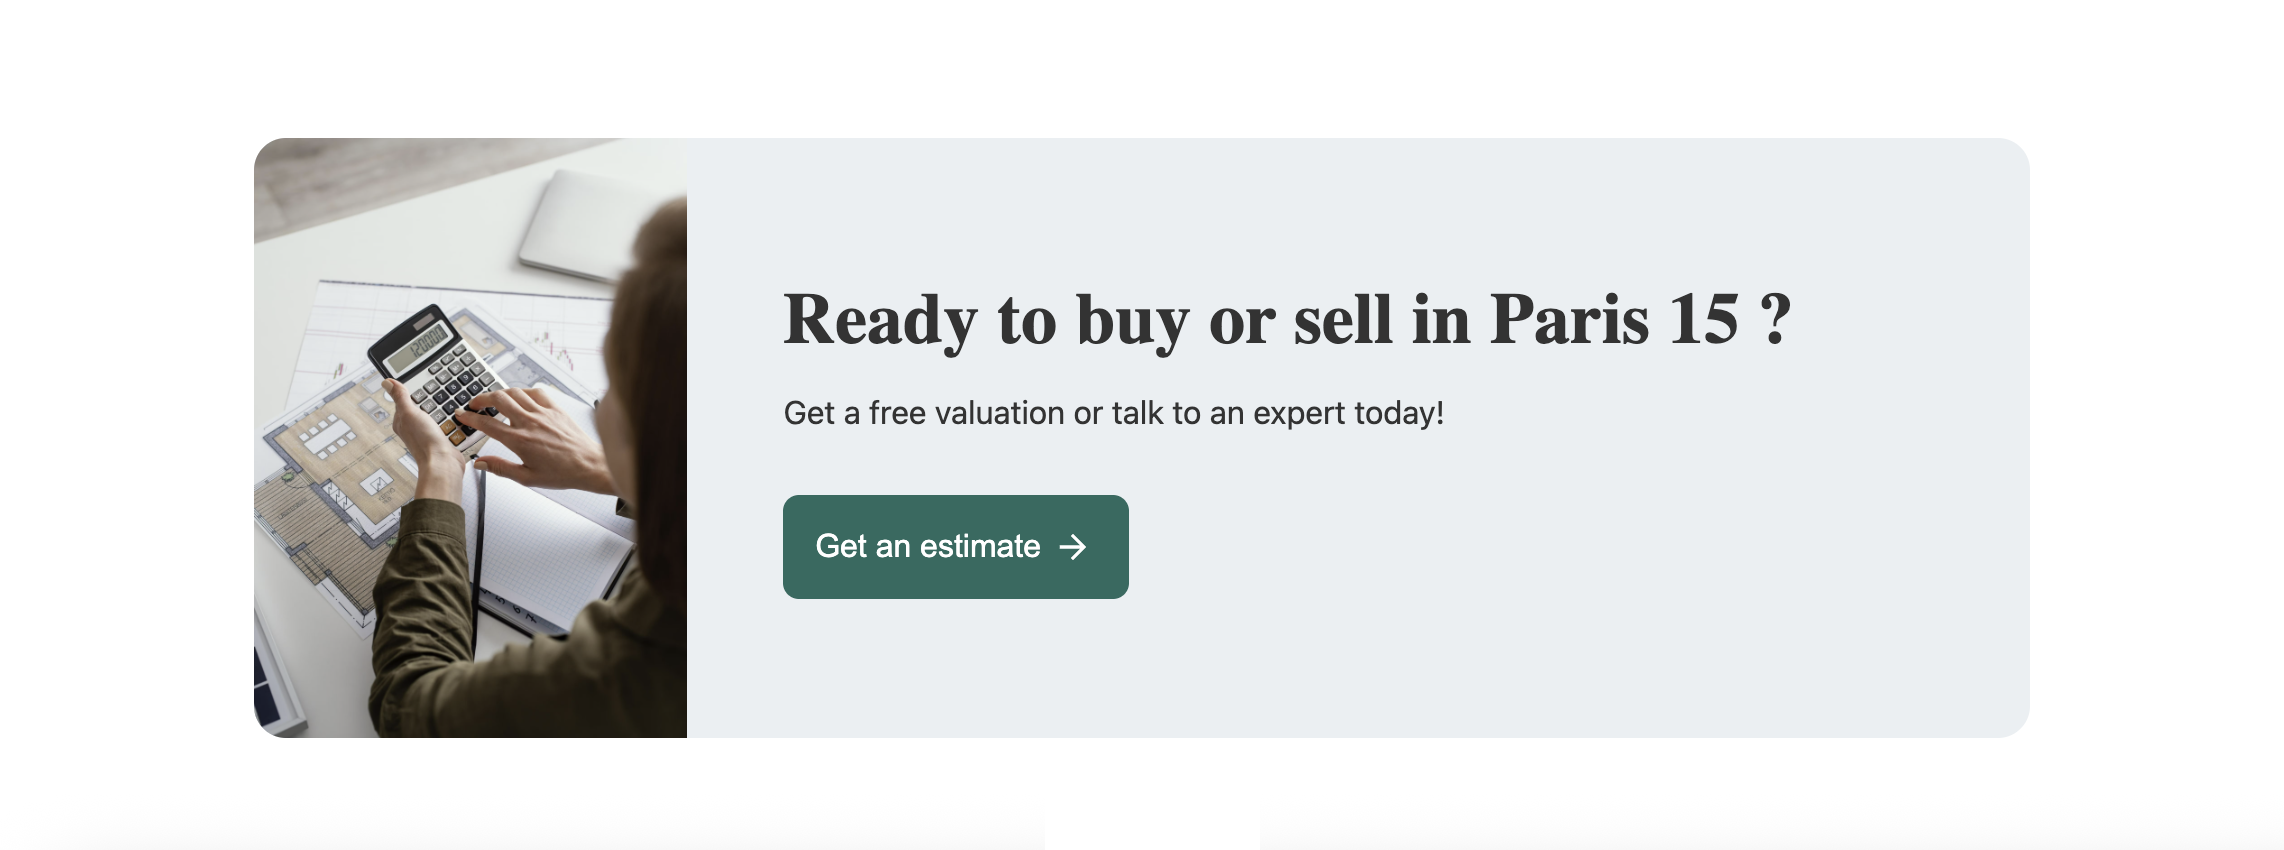 Ready to buy or sell in Paris 15 ?
Get a free valuation or talk to an expert today!
Get an estimate →